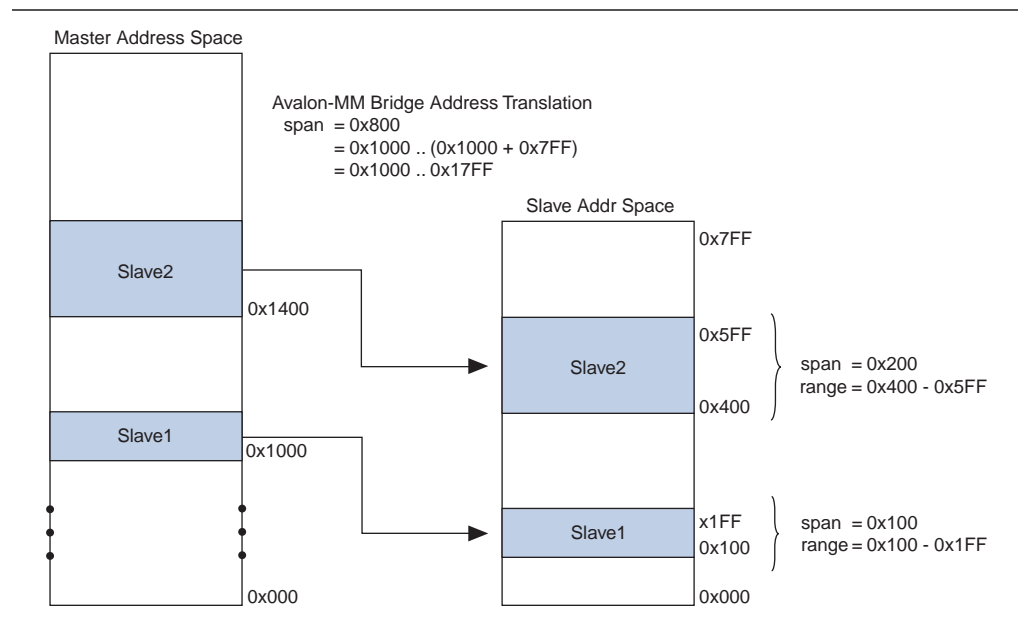 Master Address Space
Avalon-MM Bridge Address Translation
span = 0x800
= 0x1000 .. (0x1000 + 0x7FF)
= 0x1000 .. 0x17FF
Slave Addr Space
0x7FF
Slave2
0x1400
0x5FF
Slave2
0x400
span = 0x200
range = 0x400 - 0x5FF
Slave1
0x1000
x1FF
Slave1
0x100
span = 0x100
range = 0x100 - 0x1FF
0x000
0x000